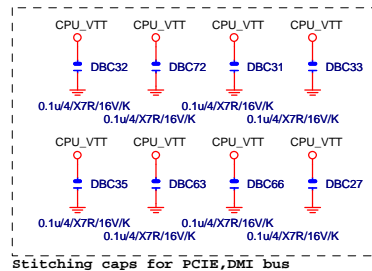 CPU_VTT CPU_VTT CPU_VTT CPU_VTT
DBC32 DBC72 DBC31 DBC33
0.1u/4/X7R/16V/K 0.1u/4/X7R/16V/K
0.1u/4/X7R/16V/K 0.1u/4/X7R/16V/K
CPU_VTT CPU_VTT CPU_VTT CPU_VTT
DBC35 DBC63 DBC66 DBC27
0.1u/4/X7R/16V/K 0.1u/4/X7R/16V/K
0.1u/4/X7R/16V/K 0.1u/4/X7R/16V/K
Stitching caps for PCIE,DMI bus